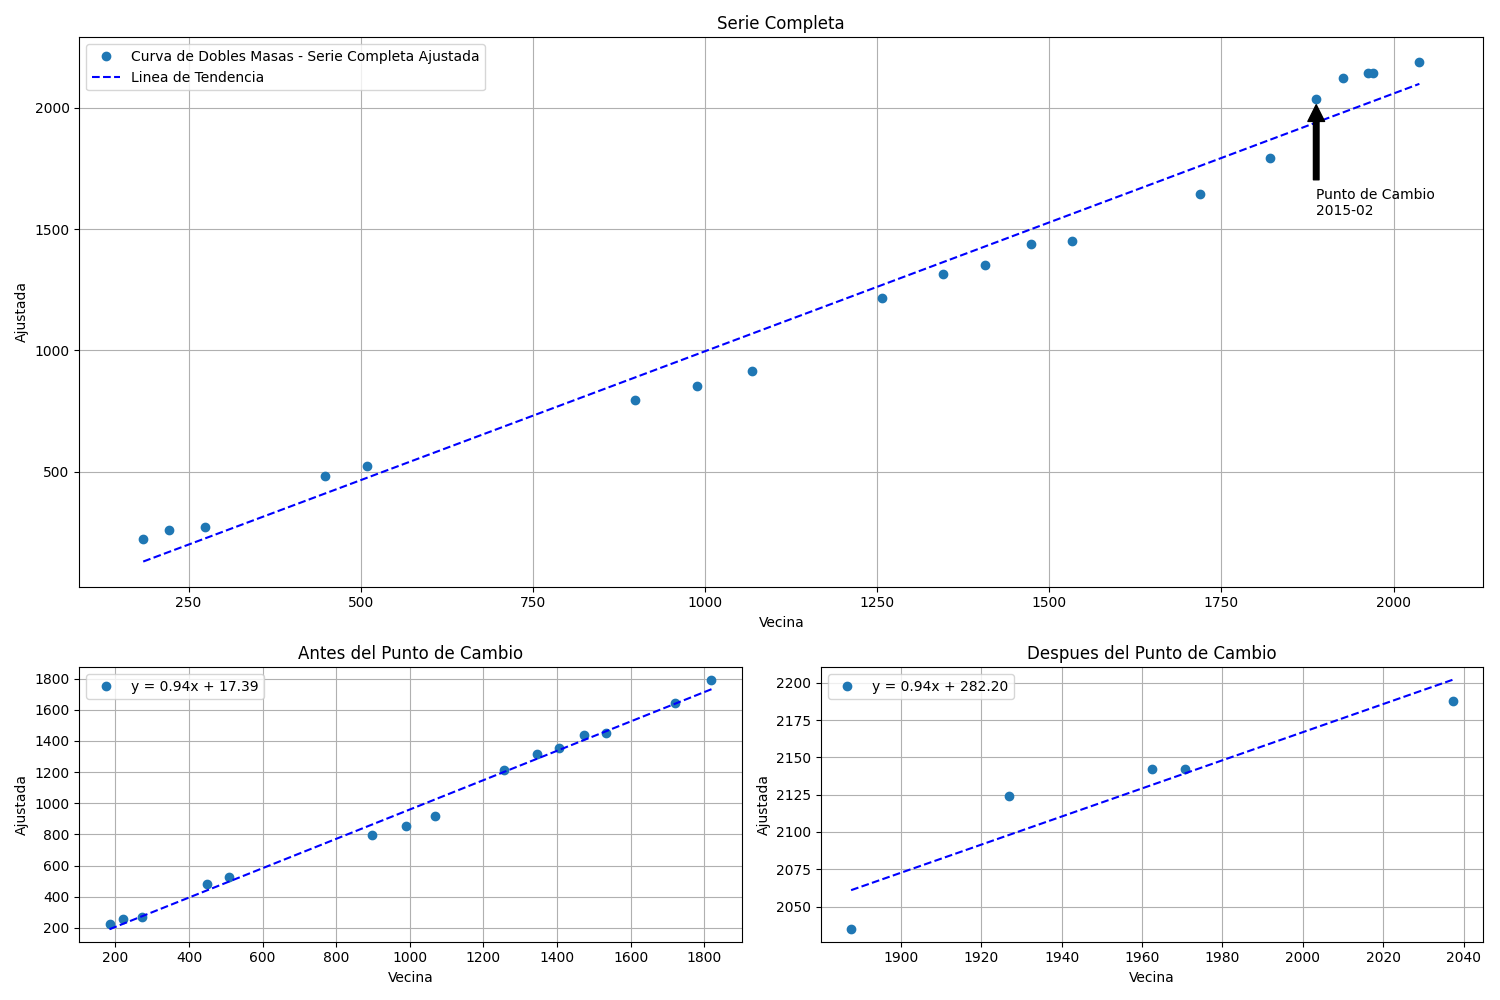 Serie Completa
Curva de Dobles Masas - Serie Completa Ajustada
Linea de Tendencia
Ajustada
2000
1500
1000
500
Punto de Cambio
2015-02
250 500 750 1000 1250 1500 1750 2000
Vecina
Antes del Punto de Cambio
y = 0.94x + 17.39
Ajustada
1800
1600
1400
1200
1000
800
600
400
200
200 400 600 800 1000 1200 1400 1600 1800
Vecina
Despues del Punto de Cambio
y = 0.94x + 282.20
Ajustada
2200
2175
2150
2125
2100
2075
2050
1900 1920 1940 1960 1980 2000 2020 2040
Vecina